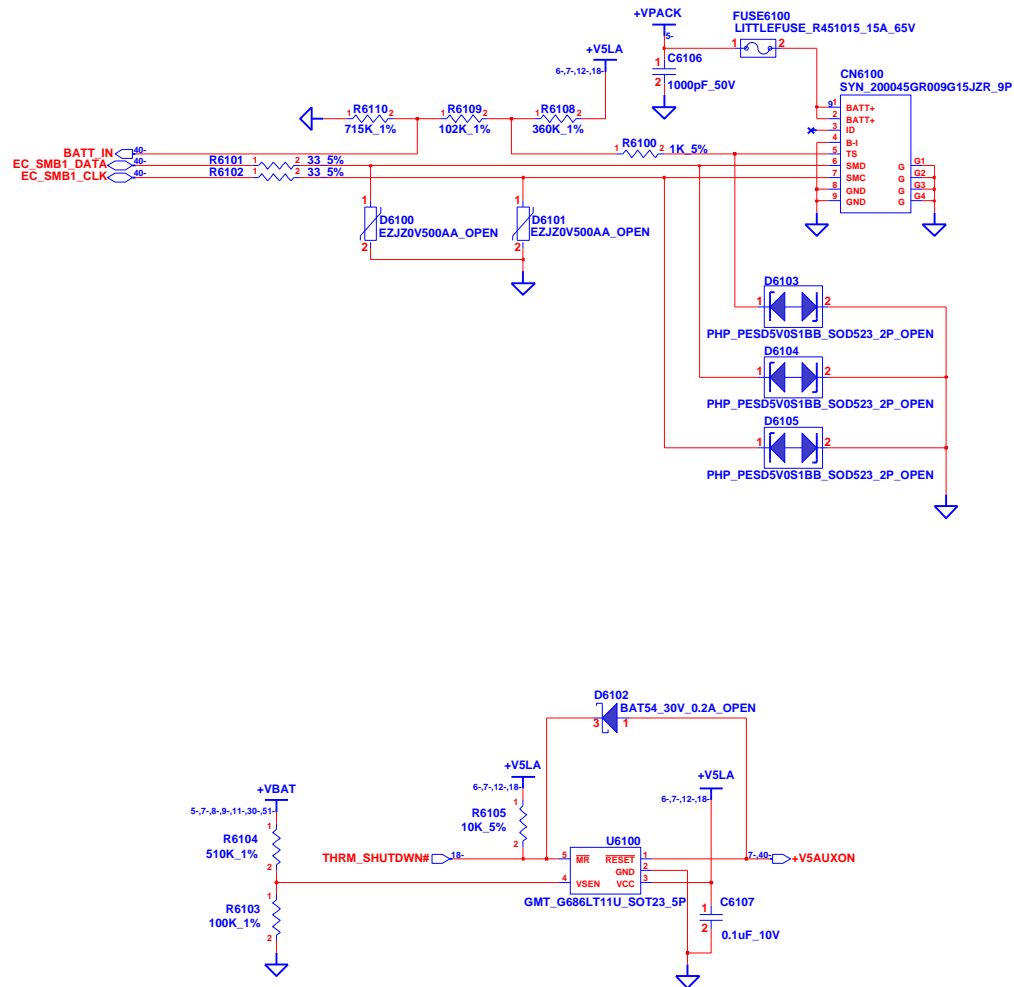 +VPACK
5-
FUSE6100
LITTLEFUSE_R451015_15A_65V
1
2
+V5LA
6-,7-,12-,18-
1
C6106
2
1000pF_50V
CN6100
SYN_200045GR009G15JZR_9P
R6110
1
2
715K_1%
R6109
1
2
102K_1%
R6108
1
2
360K_1%
9
1
BATT+
2
BATT+
3
ID
4
B-I
5
TS
6
SMD
7
SMC
8
GND
9
GND
G
G1
G
G2
G
G3
G
G4
BATT_IN
40-
R6100
1
2
1K_5%
EC_SMB1_DATA
40-
R6101
1
2
33_5%
EC_SMB1_CLK
40-
R6102
1
2
33_5%
1
D6100
EZJZ0V500AA_OPEN
2
1
D6101
EZJZ0V500AA_OPEN
2
D6103
1
2
PHP_PESD5V0S1BB_SOD523_2P_OPEN
D6104
1
2
PHP_PESD5V0S1BB_SOD523_2P_OPEN
D6105
1
2
PHP_PESD5V0S1BB_SOD523_2P_OPEN
D6102
BAT54_30V_0.2A_OPEN
3
1
+V5LA
6-,7-,12-,18-
+V5LA
6-,7-,12-,18-
+VBAT
5-,7-,8-,9-,11-,30-,51-
1
R6105
10K_5%
2
1
R6104
510K_1%
2
U6100
THRM_SHUTDWN#
18-
5
MR
RESET
1
7-,40-
+V5AUXON
GND
2
4
VSEN
VCC
3
GMT_G686LT11U_SOT23_5P
1
R6103
100K_1%
2
C6107
1
2
0.1uF_10V